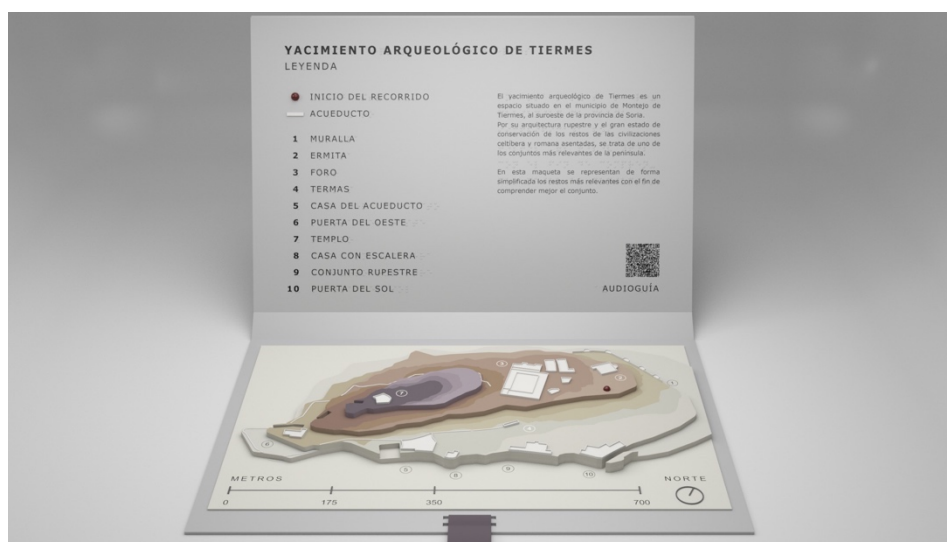 YACIMIENTO ARQUEOLÓGICO DE TIERMES
LEYENDA
INICIO DEL RECORRIDO
ACUEDUCTO
1 MURALLA
2 ERMITA
3 FORO
4 TERMAS
5 CASA DEL ACUEDUCTO
6 PUERTA DEL OESTE
7 TEMPLO
8 CASA CON ESCALERA
9 CONJUNTO RUPESTRE
10 PUERTA DEL SOL
El yacimiento arqueológico de Tiermes es un
espacio situado en el municipio de Montejo de
Tiermes, al suroeste de la provincia de Soria.
Por su arquitectura rupestre y el gran estado de
conservación de los restos de las civilizaciones
celtíbera y romana asentadas, se trata de uno de
los conjuntos más relevantes de la península.
En esta maqueta se representan de forma
simplificada los restos más relevantes con el fin de
comprender mejor el conjunto.
AUDIOGUÍA
7
5
8
9
10
METROS
0 175 350 700
NORTE